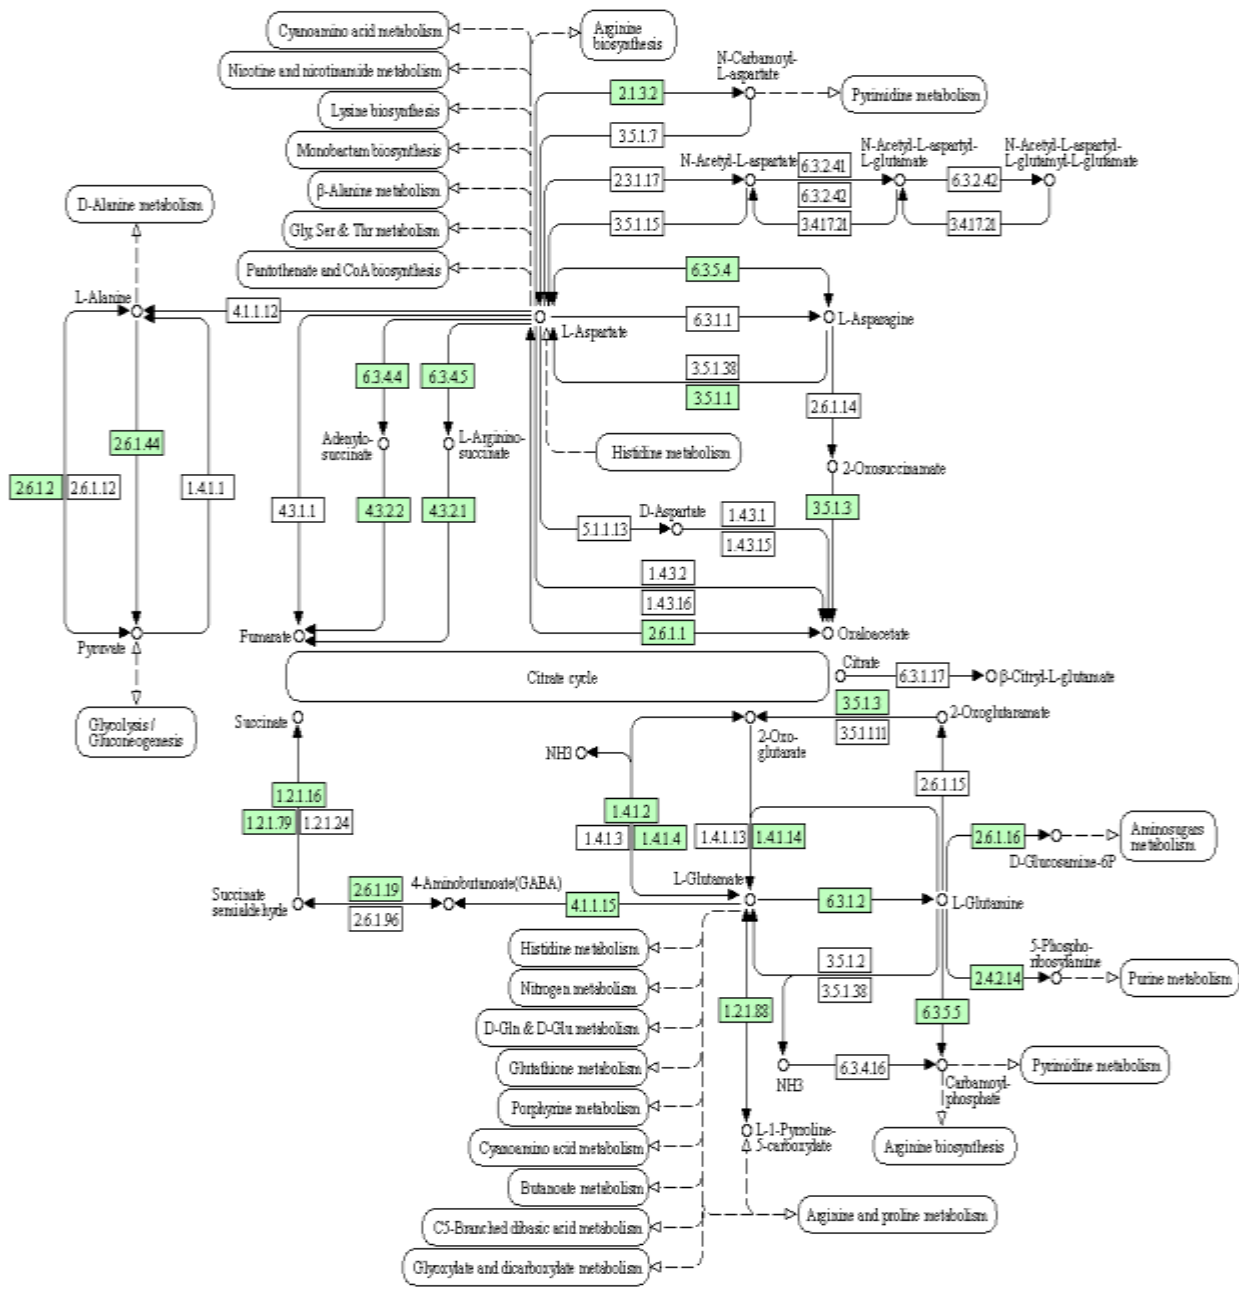 Cyanoamino acid metabolism
Arginine
biosynthesis
Nicotine and nicotinamide metabolism
N-Carbamoyl-
L-aspartate
2.1.3.2
Pyrimidine metabolism
Lysine biosynthesis
3.5.1.7
Monobactam biosynthesis
N-Acetyl-L-aspartate
6.3.2.41
N-Acetyl-L-aspartyl-
L-glutamate
N-Acetyl-L-aspartyl-
L-glutamyl-L-glutamate
2.3.1.17
6.3.2.42
6.3.2.42
β-Alanine metabolism
D-Alanine metabolism
3.5.1.15
3.4.17.21
3.4.17.21
Gly, Ser & Thr metabolism
Pantothenate and CoA biosynthesis
6.3.5.4
L-Alanine
4.1.1.12
L-Aspartate
6.3.1.1
L-Asparagine
3.5.1.38
6.3.4.4
6.3.4.5
3.5.1.1
2.6.1.14
2.6.1.44
Adenylo-
succinate
L-Arginino-
succinate
Histidine metabolism
2-Oxosuccinamate
2.6.1.2
2.6.1.12
1.4.1.1
4.3.1.1
4.3.2.2
4.3.2.1
D-Aspartate
3.5.1.3
5.1.1.13
1.4.3.1
1.4.3.15
1.4.3.2
1.4.3.16
Pyruvate
Fumarate
2.6.1.1
Oxaloacetate
Citrate cycle
Citrate
6.3.1.17
β-Citryl-L-glutamate
Glycolysis /
Gluconeogenesis
Succinate
3.5.1.3
3.5.1.111
2-Oxoglutaramate
2-Oxo-
glutarate
NH3
1.2.1.16
1.2.1.79
1.2.1.24
1.4.1.2
1.4.1.3
1.4.1.4
1.4.1.13
1.4.1.14
2.6.1.15
2.6.1.16
D-Glucosamine-6P
Aminosugars
metabolism
Succinate
semialdehyde
2.6.1.19
2.6.1.96
4-Aminobutanoate(GABA)
4.1.1.15
L-Glutamate
6.3.1.2
L-Glutamine
Histidine metabolism
3.5.1.2
3.5.1.38
5-Phospho-
ribosylamine
2.4.2.14
Purine metabolism
Nitrogen metabolism
1.2.1.88
6.3.5.5
D-Gln & D-Glu metabolism
Glutathione metabolism
NH3
6.3.4.16
Carbamoyl-
phosphate
Pyrimidine metabolism
Porphyrine metabolism
L-1-Pyrroline-
5-carboxylate
Arginine biosynthesis
Cyanoamino acid metabolism
Butanoate metabolism
Arginine and proline metabolism
C5-Branched dibasic acid metabolism
Glyoxylate and dicarboxylate metabolism